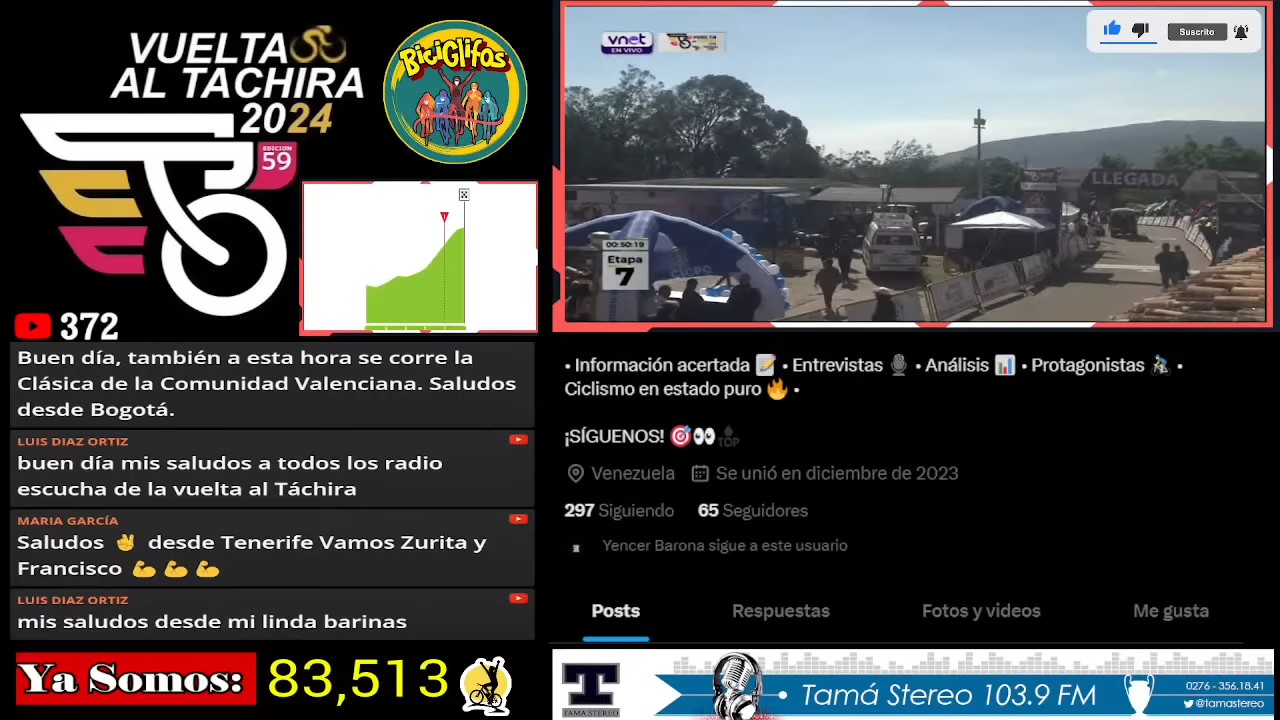 VUELTA
AL TACHIRA
2024
EDICION
59
BiciGlifos
372
Buen día, también a esta hora se corre la
Clásica de la Comunidad Valenciana. Saludos
desde Bogotá.
LUIS DIAZ ORTIZ
buen día mis saludos a todos los radio
escucha de la vuelta al Táchira
MARIA GARCÍA
Saludos ✌️ desde Tenerife Vamos Zurita y
Francisco 💪 💪 💪
LUIS DIAZ ORTIZ
mis saludos desde mi linda barinas
Ya Somos: 83,513
vnet
EN VIVO
Suscrito
LLEGADA
00:50:19
Etapa
7
CICPC
• Información acertada 📝 • Entrevistas 🎙️ • Análisis 📊 • Protagonistas 🚴 •
Ciclismo en estado puro 🔥 •
¡SÍGUENOS! 🎯👀🔝
Venezuela Se unió en diciembre de 2023
297 Siguiendo 65 Seguidores
Yencer Barona sigue a este usuario
Posts Respuestas Fotos y videos Me gusta
T
TAMA STEREO
Tamá Stereo 103.9 FM
0276 - 356.18.41
@tamastereo